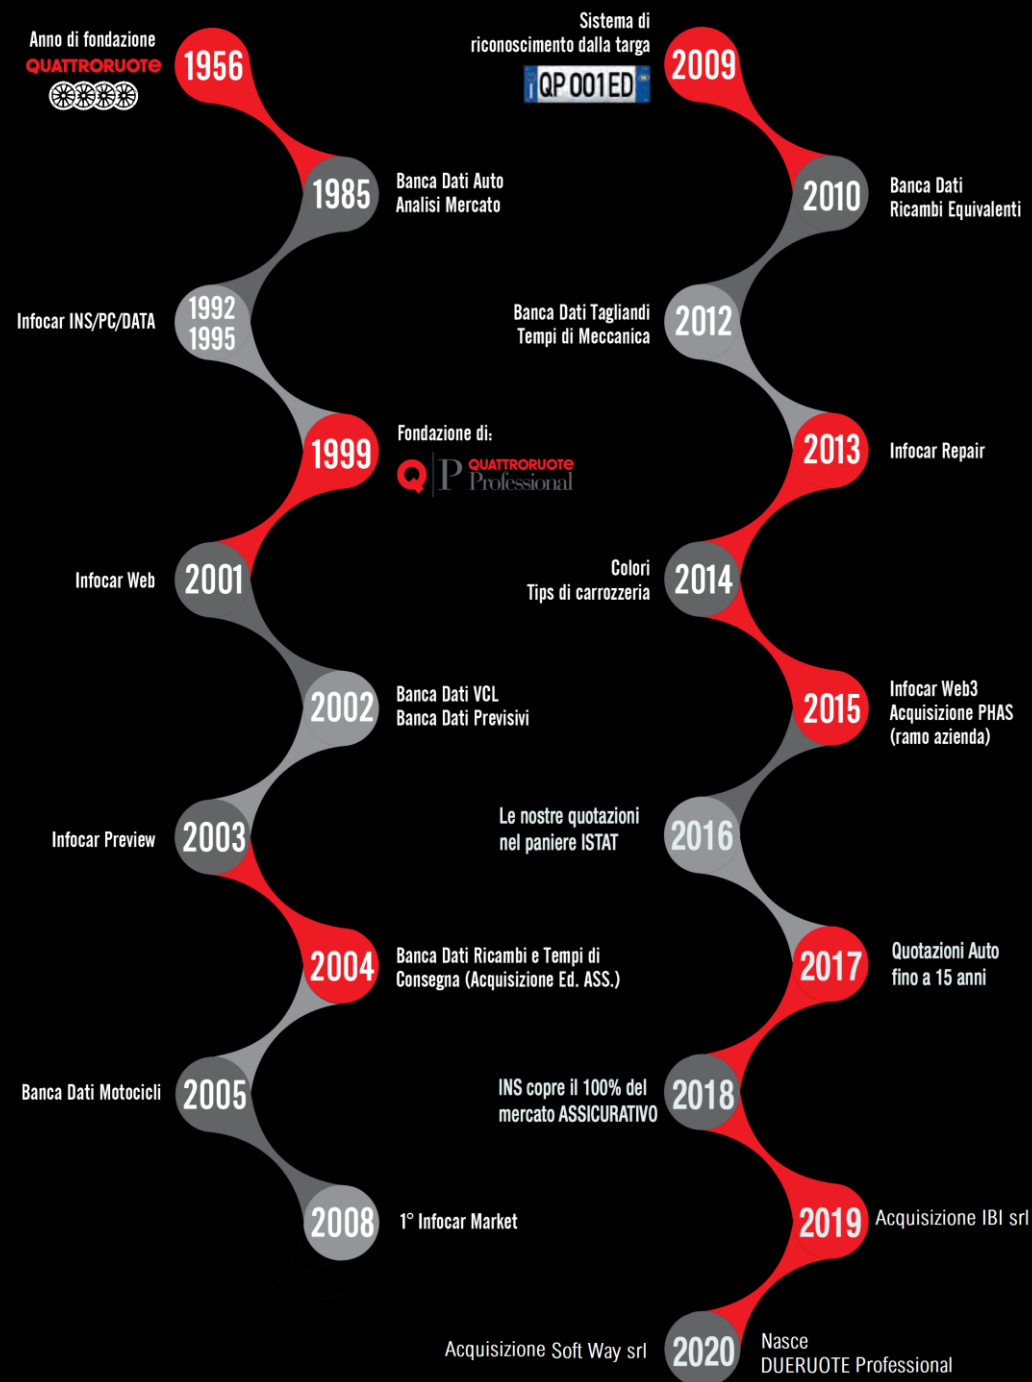 Anno di fondazione
QUATTRORUOTE
1956
1985
Banca Dati Auto
Analisi Mercato
Infocar INS/PC/DATA
1992
1995
1999
Fondazione di:
Q P QUATTRORUOTE
Professional
Infocar Web
2001
2002
Banca Dati VCL
Banca Dati Previsivi
Infocar Preview
2003
2004
Banca Dati Ricambi e Tempi di
Consegna (Acquisizione Ed. ASS.)
Banca Dati Motocicli
2005
2008
1° Infocar Market
Sistema di
riconoscimento dalla targa
I QP 001ED
2009
2010
Banca Dati
Ricambi Equivalenti
Banca Dati Tagliandi
Tempi di Meccanica
2012
2013
Infocar Repair
Colori
Tips di carrozzeria
2014
2015
Infocar Web3
Acquisizione PHAS
(ramo azienda)
Le nostre quotazioni
nel paniere ISTAT
2016
2017
Quotazioni Auto
fino a 15 anni
INS copre il 100% del
mercato ASSICURATIVO
2018
2019
Acquisizione IBI srl
Acquisizione Soft Way srl
2020
Nasce
DUERUOTE Professional